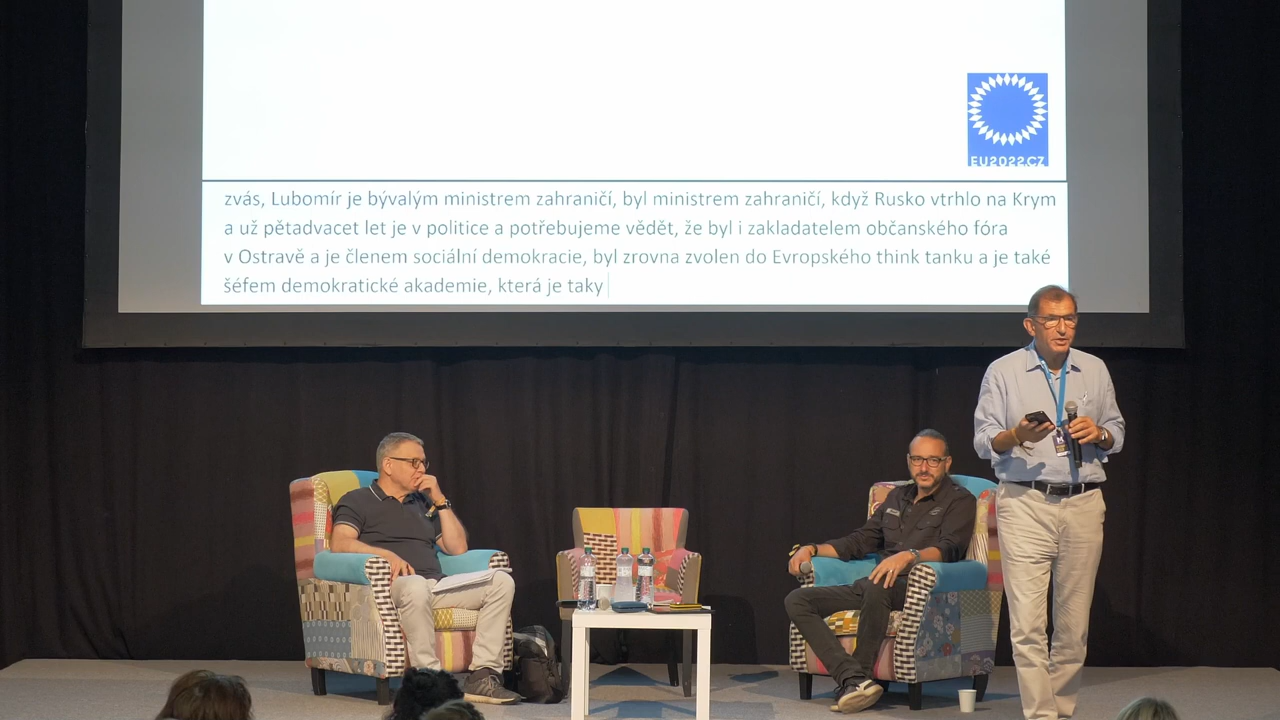 EU2022.CZ
zvás, Lubomír je bývalým ministrem zahraničí, byl ministrem zahraničí, když Rusko vtrhlo na Krym
a už pětadvacet let je v politice a potřebujeme vědět, že byl i zakladatelem občanského fóra
v Ostravě a je členem sociální demokracie, byl zrovna zvolen do Evropského think tanku a je také
šéfem demokratické akademie, která je taky